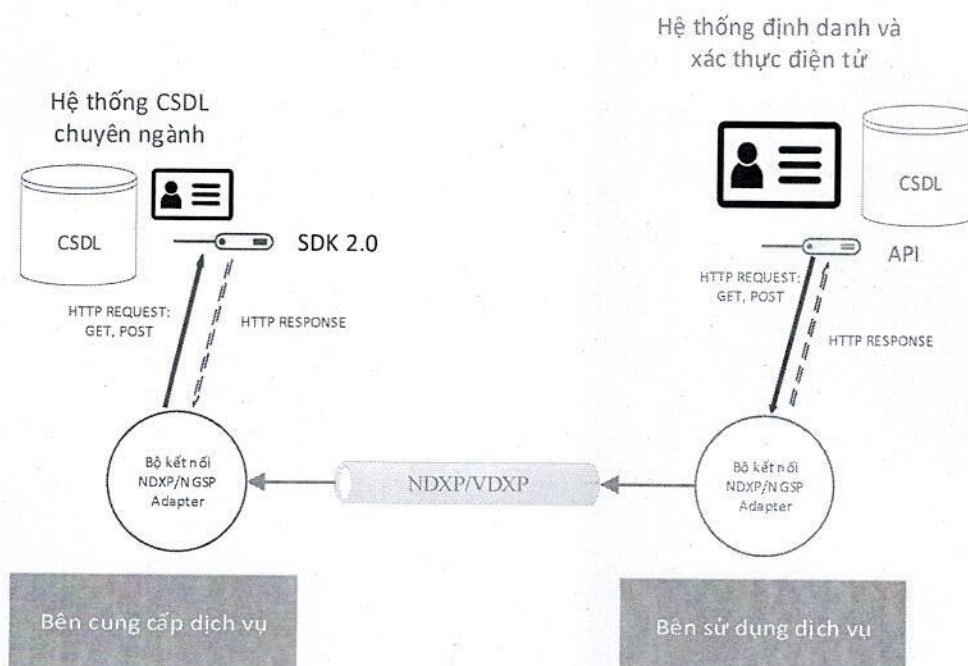 Hệ thống định danh và
xác thực điện tử
Hệ thống CSDL
chuyên ngành
CSDL
SDK 2.0
CSDL
API
HTTP REQUEST:
GET, POST
HTTP RESPONSE
HTTP REQUEST:
GET, POST
HTTP RESPONSE
Bộ kết nối
NDXP/NGSP
Adapter
NDXP/VDXP
Bộ kết nối
NDXP/NGSP
Adapter
Bên cung cấp dịch vụ
Bên sử dụng dịch vụ